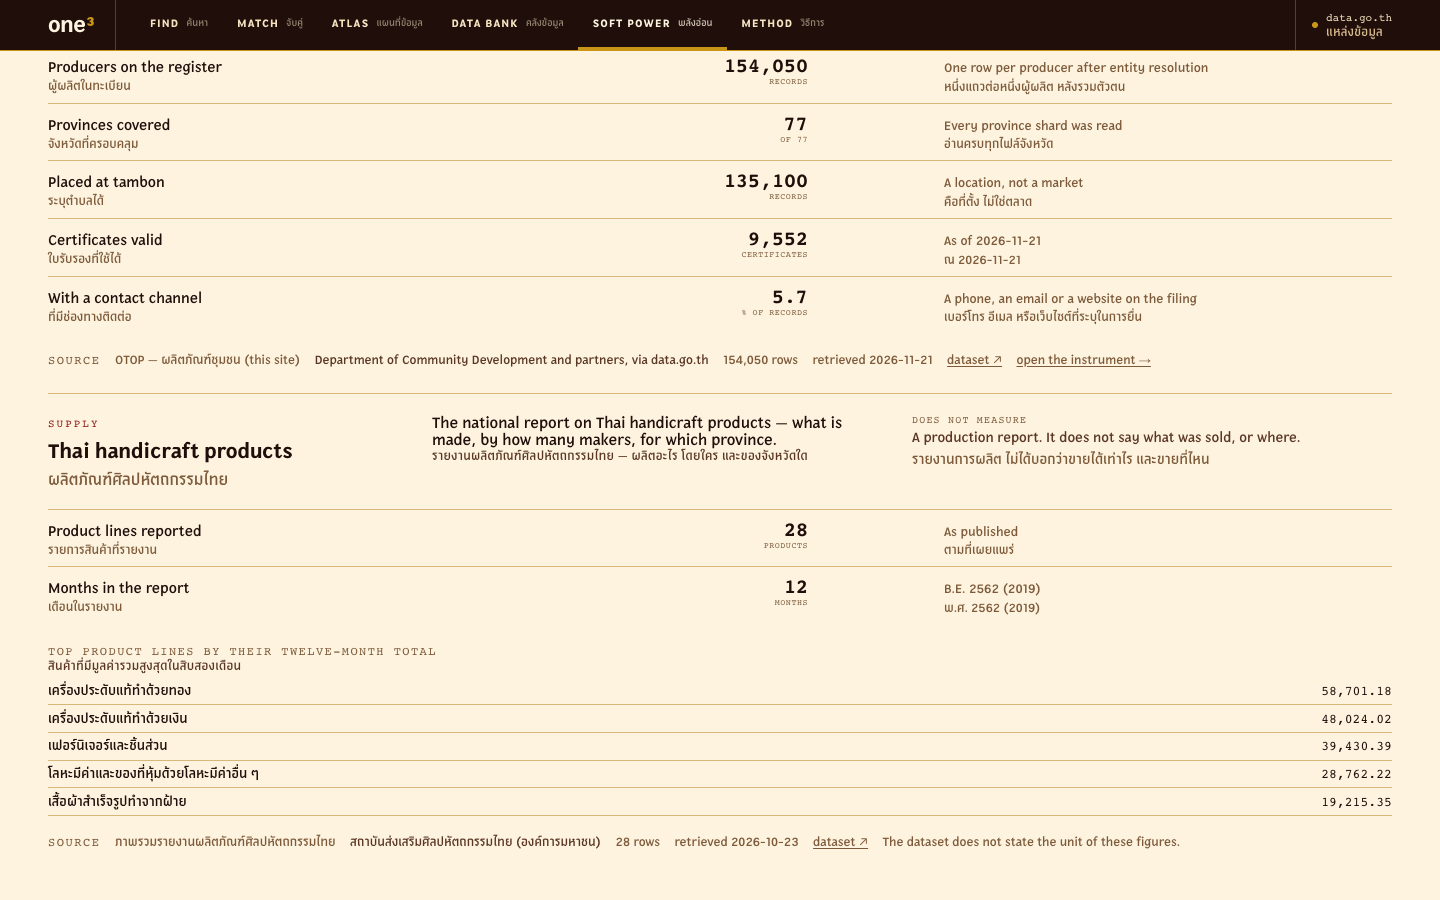 one³
FIND ค้นหา
MATCH จับคู่
ATLAS แผนที่ข้อมูล
DATA BANK คลังข้อมูล
SOFT POWER พลังอ่อน
METHOD วิธีการ
data.go.th
แหล่งข้อมูล
Producers on the register
ผู้ผลิตในทะเบียน
154,050
RECORDS
One row per producer after entity resolution
หนึ่งแถวต่อหนึ่งผู้ผลิต หลังรวมตัวตน
Provinces covered
จังหวัดที่ครอบคลุม
77
OF 77
Every province shard was read
อ่านครบทุกไฟล์จังหวัด
Placed at tambon
ระบุตำบลได้
135,100
RECORDS
A location, not a market
คือที่ตั้ง ไม่ใช่ตลาด
Certificates valid
ใบรับรองที่ใช้ได้
9,552
CERTIFICATES
As of 2026-11-21
ณ 2026-11-21
With a contact channel
ที่มีช่องทางติดต่อ
5.7
% OF RECORDS
A phone, an email or a website on the filing
เบอร์โทร อีเมล หรือเว็บไซต์ที่ระบุในการยื่น
SOURCE OTOP — ผลิตภัณฑ์ชุมชน (this site) Department of Community Development and partners, via data.go.th 154,050 rows retrieved 2026-11-21 dataset ↗ open the instrument →
SUPPLY
Thai handicraft products
ผลิตภัณฑ์ศิลปหัตถกรรมไทย
The national report on Thai handicraft products — what is
made, by how many makers, for which province.
รายงานผลิตภัณฑ์ศิลปหัตถกรรมไทย — ผลิตอะไร โดยใคร และของจังหวัดใด
DOES NOT MEASURE
A production report. It does not say what was sold, or where.
รายงานการผลิต ไม่ได้บอกว่าขายได้เท่าไร และขายที่ไหน
Product lines reported
รายการสินค้าที่รายงาน
28
PRODUCTS
As published
ตามที่เผยแพร่
Months in the report
เดือนในรายงาน
12
MONTHS
B.E. 2562 (2019)
พ.ศ. 2562 (2019)
TOP PRODUCT LINES BY THEIR TWELVE-MONTH TOTAL
สินค้าที่มีมูลค่ารวมสูงสุดในสิบสองเดือน
เครื่องประดับแท้ทำด้วยทอง 58,701.18
เครื่องประดับแท้ทำด้วยเงิน 48,024.02
เฟอร์นิเจอร์และชิ้นส่วน 39,430.39
โลหะมีค่าและของที่หุ้มด้วยโลหะมีค่าอื่น ๆ 28,762.22
เสื้อผ้าสำเร็จรูปทำจากฝ้าย 19,215.35
SOURCE ภาพรวมรายงานผลิตภัณฑ์ศิลปหัตถกรรมไทย สถาบันส่งเสริมศิลปหัตถกรรมไทย (องค์การมหาชน) 28 rows retrieved 2026-10-23 dataset ↗ The dataset does not state the unit of these figures.